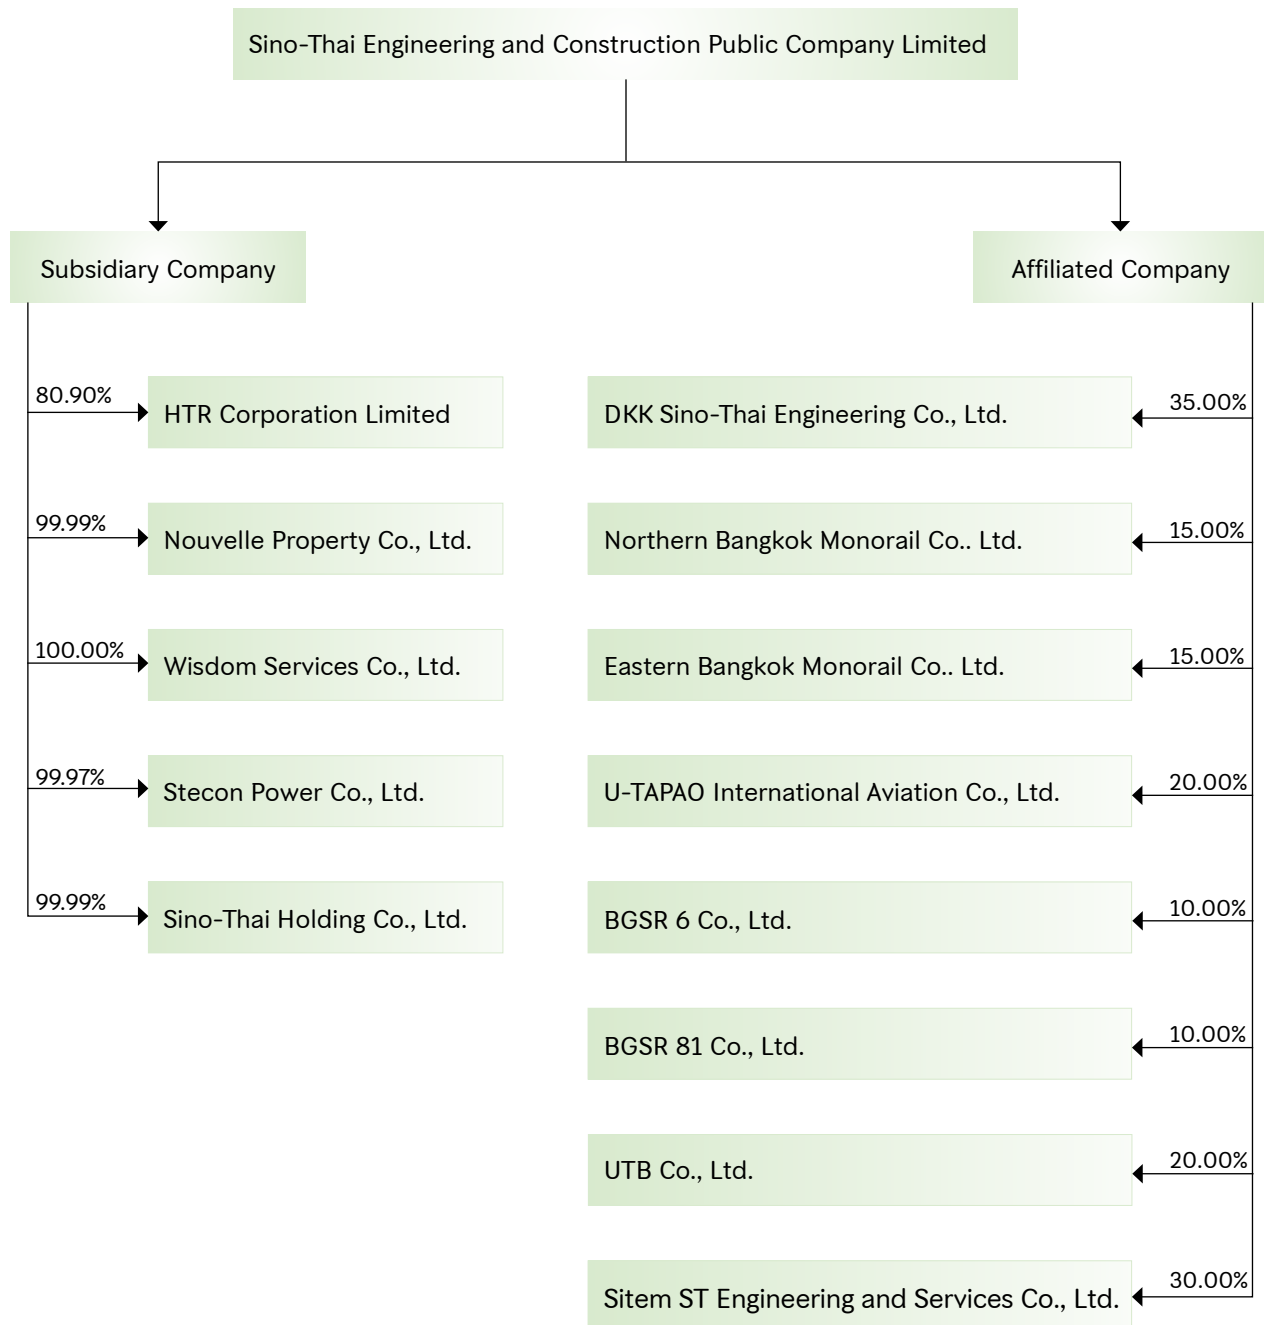 Sino-Thai Engineering and Construction Public Company Limited
Subsidiary Company
Affiliated Company
80.90%
HTR Corporation Limited
99.99%
Nouvelle Property Co., Ltd.
100.00%
Wisdom Services Co., Ltd.
99.97%
Stecon Power Co., Ltd.
99.99%
Sino-Thai Holding Co., Ltd.
DKK Sino-Thai Engineering Co., Ltd.
35.00%
Northern Bangkok Monorail Co.. Ltd.
15.00%
Eastern Bangkok Monorail Co.. Ltd.
15.00%
U-TAPAO International Aviation Co., Ltd.
20.00%
BGSR 6 Co., Ltd.
10.00%
BGSR 81 Co., Ltd.
10.00%
UTB Co., Ltd.
20.00%
Sitem ST Engineering and Services Co., Ltd.
30.00%